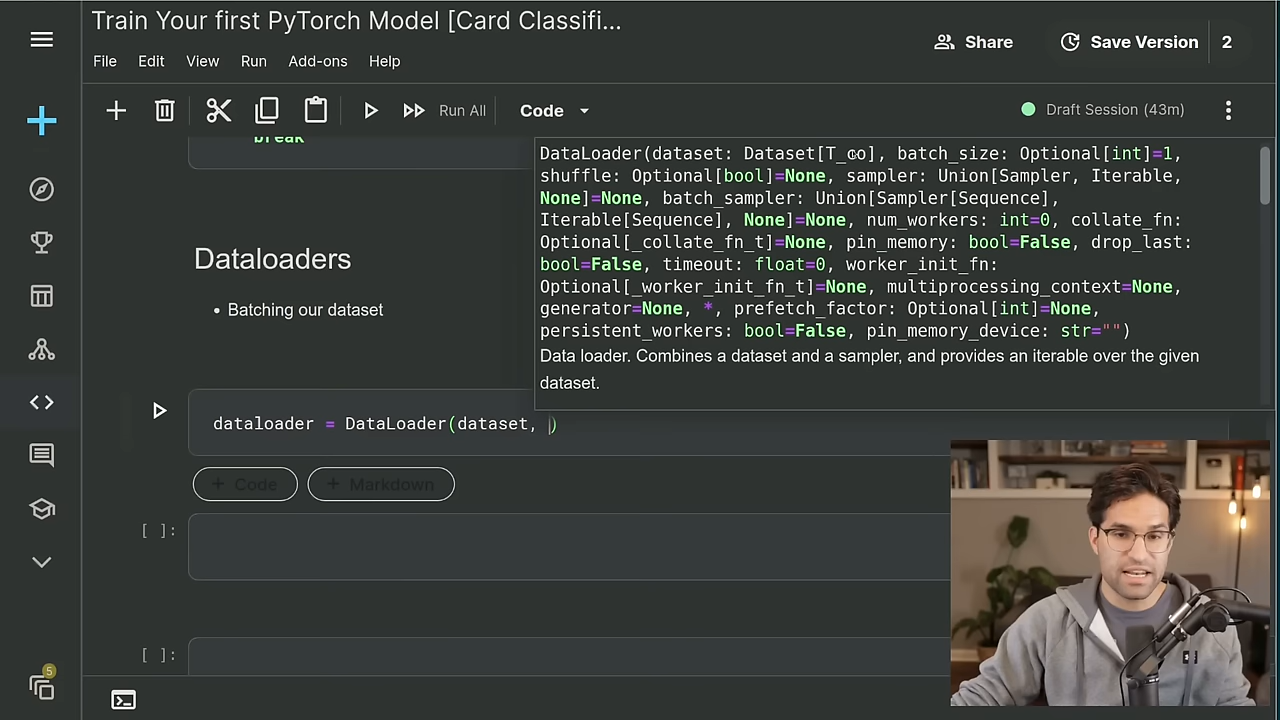 Train Your first PyTorch Model [Card Classifi...
File Edit View Run Add-ons Help
Share
Save Version 2
Run All
Code
Draft Session (43m)
break
DataLoader(dataset: Dataset[T_co], batch_size: Optional[int]=1,
shuffle: Optional[bool]=None, sampler: Union[Sampler, Iterable,
None]=None, batch_sampler: Union[Sampler[Sequence],
Iterable[Sequence], None]=None, num_workers: int=0, collate_fn:
Optional[_collate_fn_t]=None, pin_memory: bool=False, drop_last:
bool=False, timeout: float=0, worker_init_fn:
Optional[_worker_init_fn_t]=None, multiprocessing_context=None,
generator=None, *, prefetch_factor: Optional[int]=None,
persistent_workers: bool=False, pin_memory_device: str="")
Data loader. Combines a dataset and a sampler, and provides an iterable over the given
dataset.
Dataloaders
• Batching our dataset
dataloader = DataLoader(dataset, )
+ Code + Markdown
[ ]:
[ ]:
5